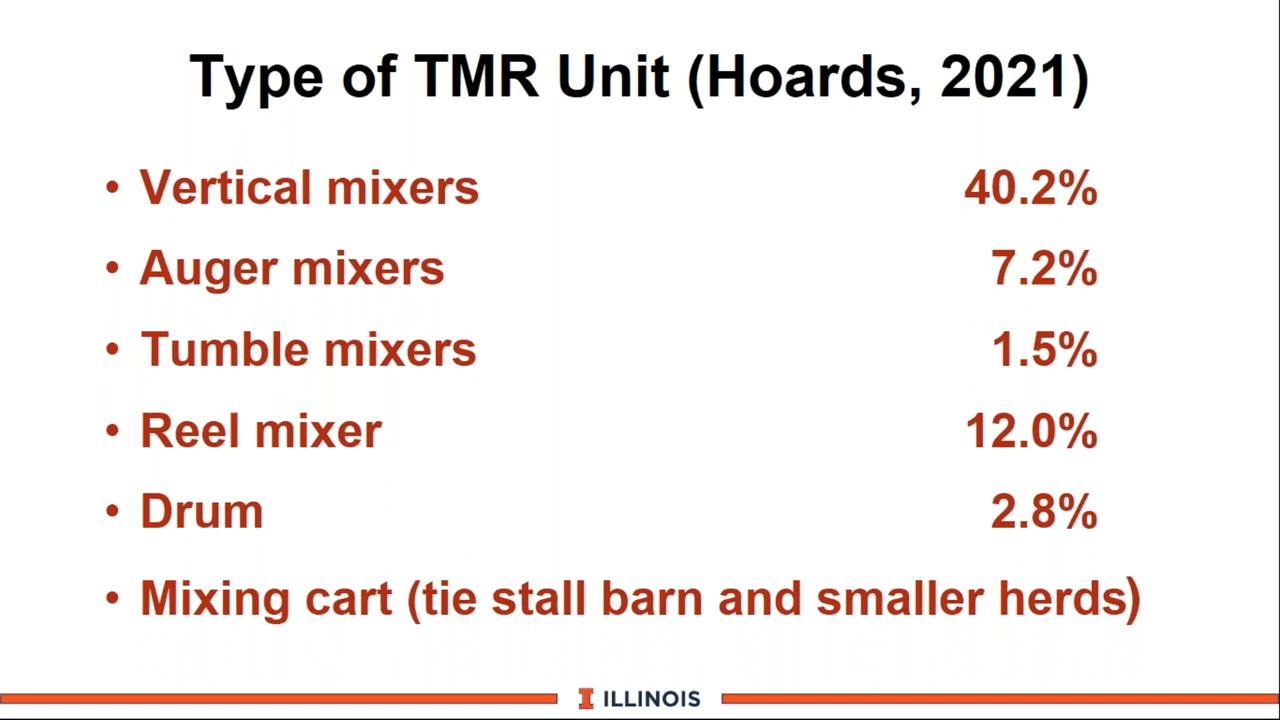 Type of TMR Unit (Hoards, 2021)
• Vertical mixers 40.2%
• Auger mixers 7.2%
• Tumble mixers 1.5%
• Reel mixer 12.0%
• Drum 2.8%
• Mixing cart (tie stall barn and smaller herds)
I ILLINOIS